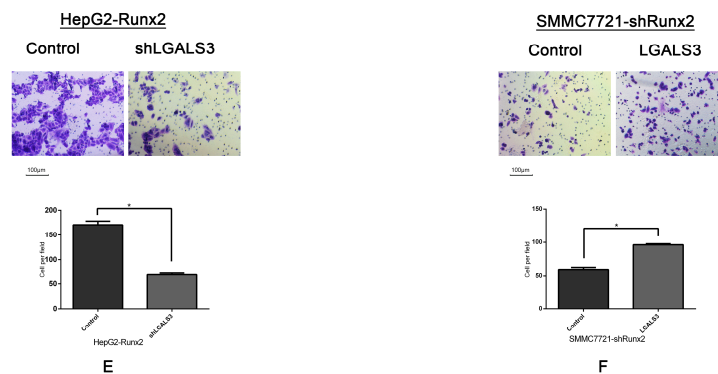 HepG2-Runx2
Control shLGALS3
100μm
*
200
150
100
50
0
Cell per field
Control shLGALS3
HepG2-Runx2
E
SMMC7721-shRunx2
Control LGALS3
100μm
*
150
100
50
0
Cell per field
Control LGALS3
SMMC7721-shRunx2
F